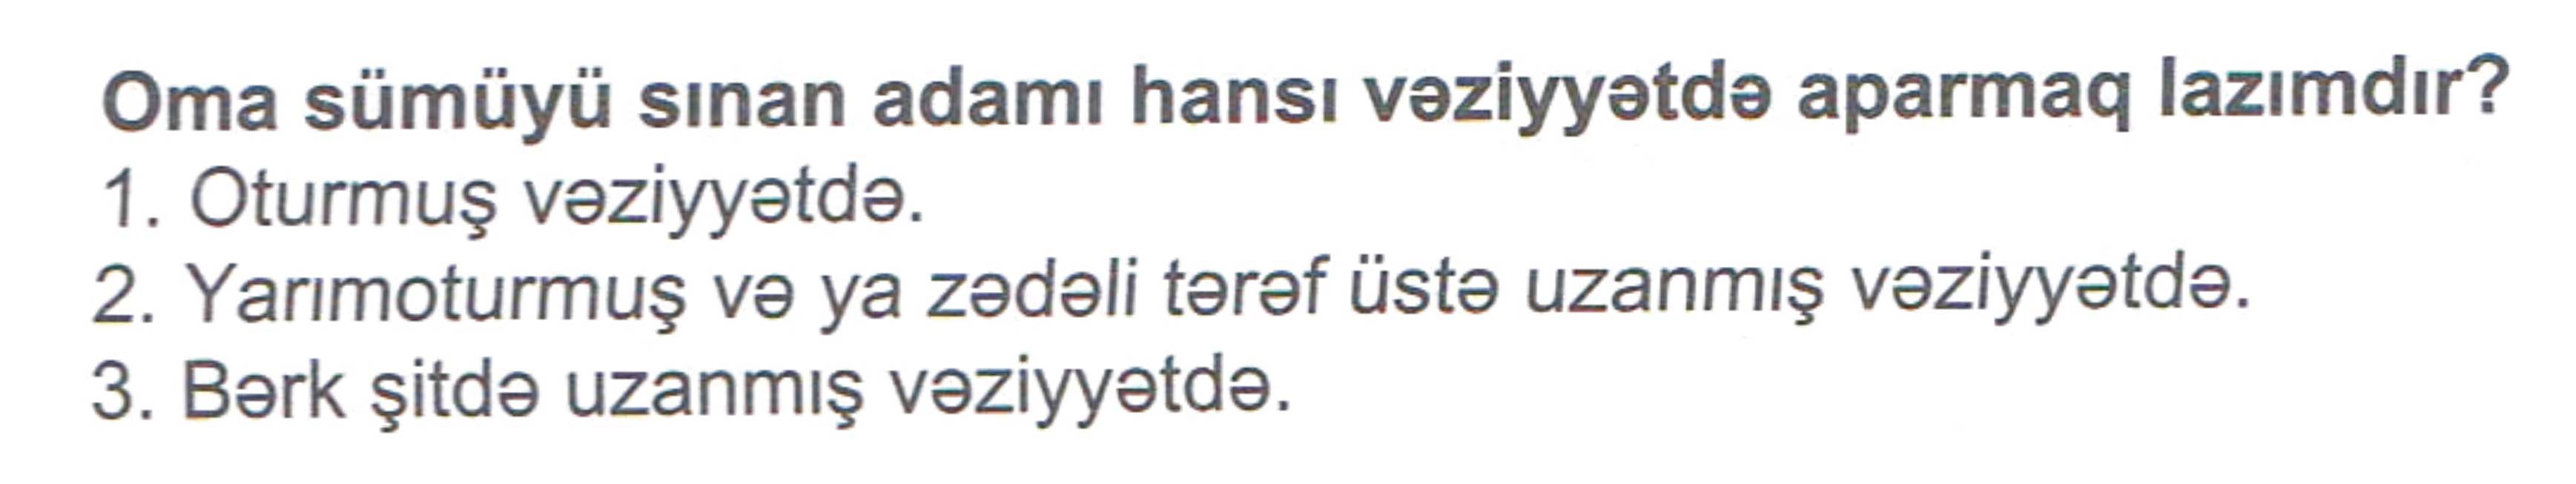 Oma sümüyü sınan adamı hansı vəziyyətdə aparmaq lazımdır?
1. Oturmuş vəziyyətdə.
2. Yarımoturmuş və ya zədəli tərəf üstə uzanmış vəziyyətdə.
3. Bərk şitdə uzanmış vəziyyətdə.